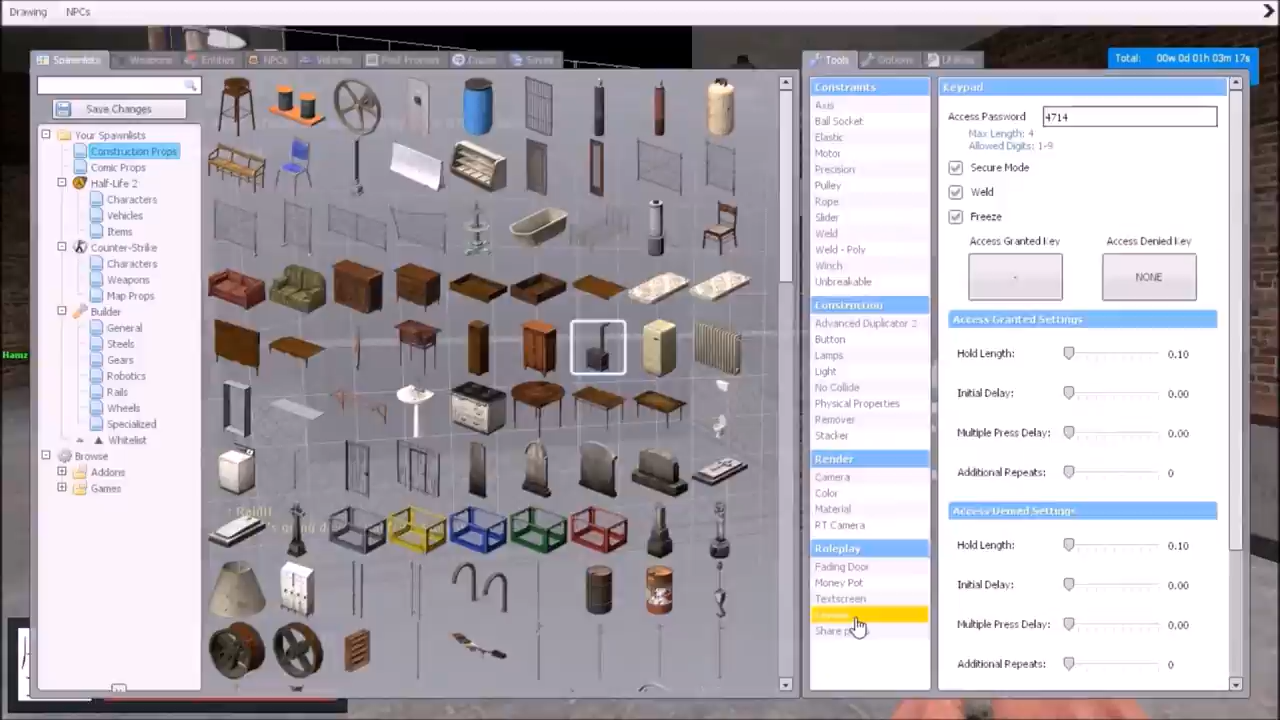 Drawing NPCs
Spawnlists Weapons Entities NPCs Vehicles Post Process Dupes Saves
Tools Options Utilities
Total: 00w 0d 01h 03m 17s
Save Changes
Your Spawnlists
Construction Props
Comic Props
Half-Life 2
Characters
Vehicles
Items
Counter-Strike
Characters
Weapons
Map Props
Builder
General
Steels
Gears
Robotics
Rails
Wheels
Specialized
Whitelist
Browse
Addons
Games
Constraints
Axis
Ball Socket
Elastic
Motor
Precision
Pulley
Rope
Slider
Weld
Weld - Poly
Winch
Unbreakable
Construction
Advanced Duplicator 2
Button
Lamps
Light
No Collide
Physical Properties
Remover
Stacker
Render
Camera
Color
Material
RT Camera
Roleplay
Fading Door
Money Pot
Textscreen
Share
Keypad
Access Password 4714
Max Length: 4
Allowed Digits: 1-9
Secure Mode
Weld
Freeze
Access Granted Key Access Denied Key
- NONE
Access Granted Settings
Hold Length: 0.10
Initial Delay: 0.00
Multiple Press Delay: 0.00
Additional Repeats: 0
Access Denied Settings
Hold Length: 0.10
Initial Delay: 0.00
Multiple Press Delay: 0.00
Additional Repeats: 0
Hamz